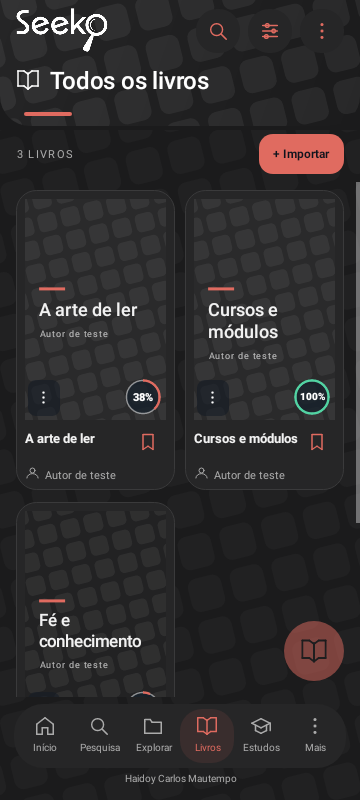 Seeko
Todos os livros
3 LIVROS
+ Importar
A arte de ler
Autor de teste
38%
A arte de ler
Autor de teste
Cursos e
módulos
Autor de teste
100%
Cursos e módulos
Autor de teste
Fé e
conhecimento
Autor de teste
Início
Pesquisa
Explorar
Livros
Estudos
Mais
Haidoy Carlos Mautempo